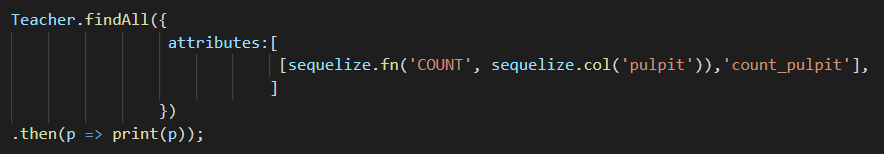 Teacher.findAll({
attributes:[
[sequelize.fn('COUNT', sequelize.col('pulpit')),'count_pulpit'],
]
})
.then(p => print(p));